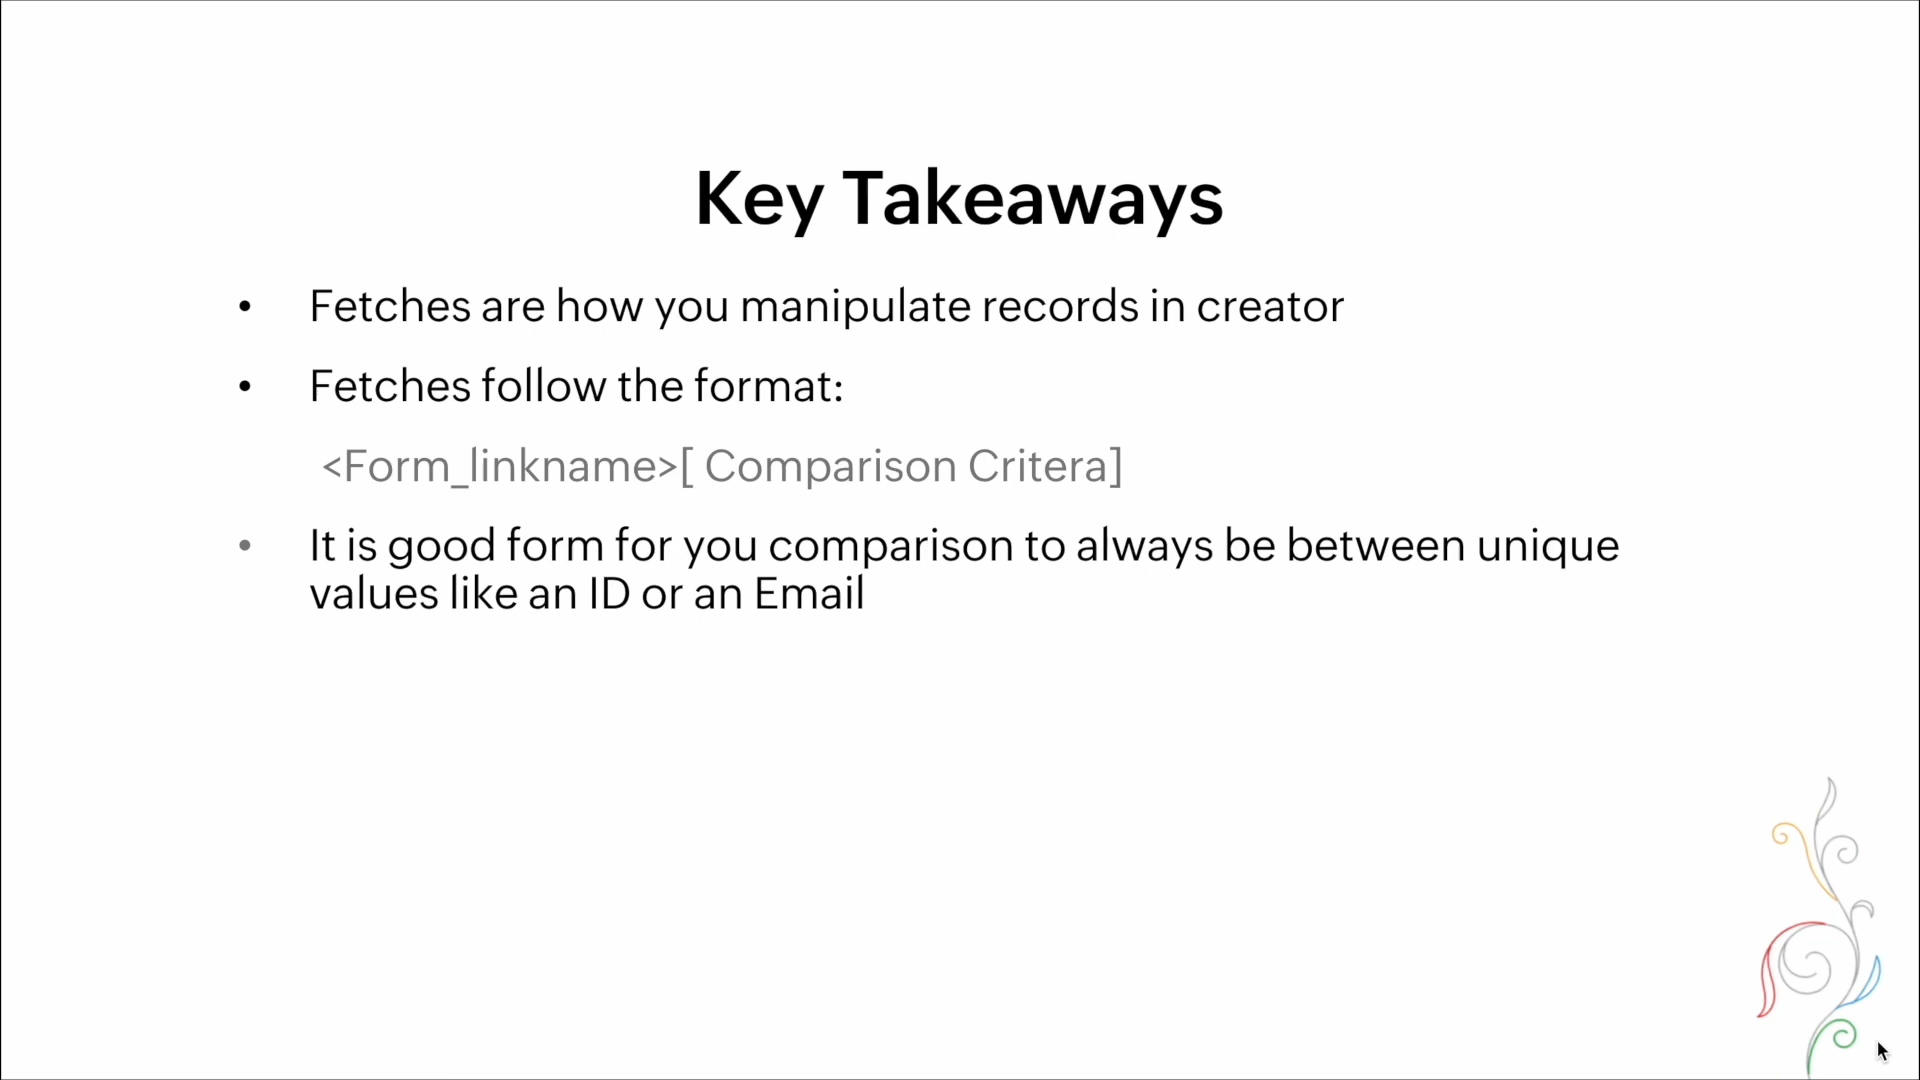 Key Takeaways
• Fetches are how you manipulate records in creator
• Fetches follow the format:
<Form_linkname>[ Comparison Critera]
• It is good form for you comparison to always be between unique
values like an ID or an Email